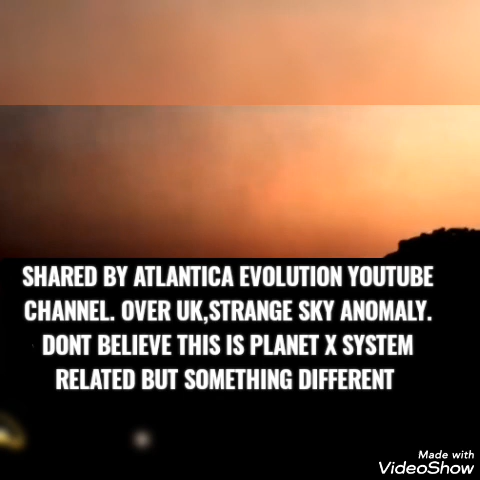 SHARED BY ATLANTICA EVOLUTION YOUTUBE
CHANNEL. OVER UK,STRANGE SKY ANOMALY.
DONT BELIEVE THIS IS PLANET X SYSTEM
RELATED BUT SOMETHING DIFFERENT
Made with
VideoShow